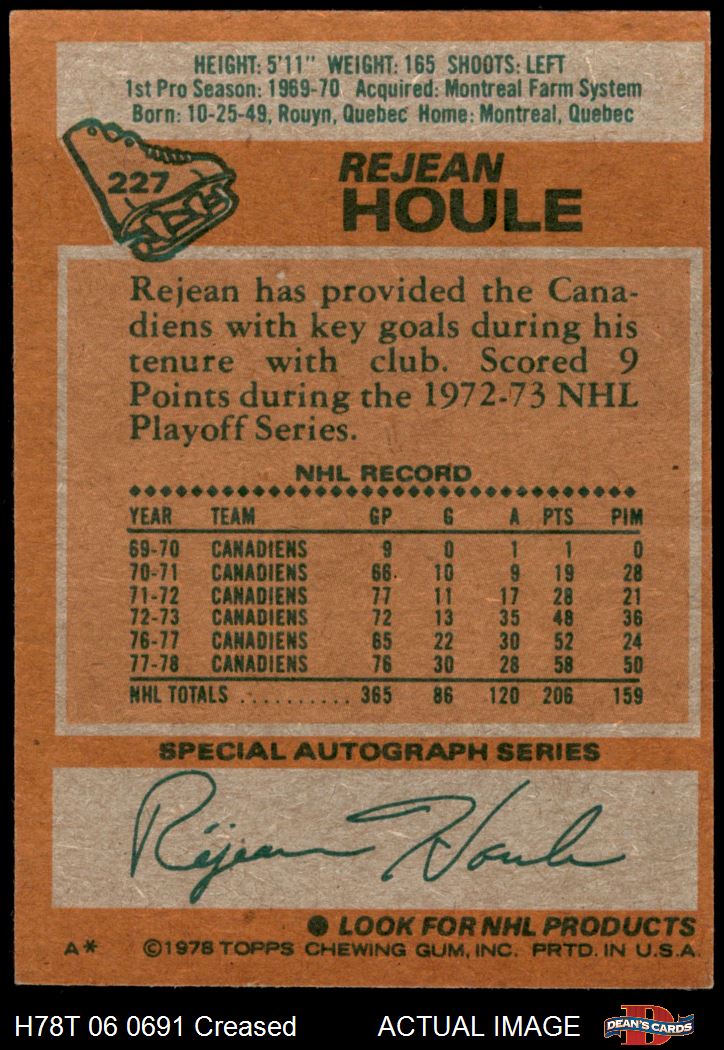 HEIGHT: 5'11" WEIGHT: 165 SHOOTS: LEFT
1st Pro Season: 1969-70 Acquired: Montreal Farm System
Born: 10-25-49, Rouyn, Quebec Home: Montreal, Quebec
227
REJEAN
HOULE
Rejean has provided the Cana-
diens with key goals during his
tenure with club. Scored 9
Points during the 1972-73 NHL
Playoff Series.
NHL RECORD
YEAR TEAM GP G A PTS PIM
69-70 CANADIENS 9 0 1 1 0
70-71 CANADIENS 66 10 9 19 28
71-72 CANADIENS 77 11 17 28 21
72-73 CANADIENS 72 13 35 48 36
76-77 CANADIENS 65 22 30 52 24
77-78 CANADIENS 76 30 28 58 50
NHL TOTALS .......... 365 86 120 206 159
SPECIAL AUTOGRAPH SERIES
Réjean Houle
● LOOK FOR NHL PRODUCTS
A* ©1978 TOPPS CHEWING GUM, INC. PRTD. IN U.S.A.
H78T 06 0691 Creased ACTUAL IMAGE D DEAN'S CARDS